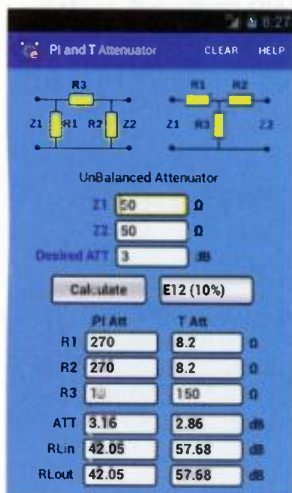 8:27
PI and T Attenuator CLEAR HELP
R3 R1 R2
Z1 R1 R2 Z2 Z1 R3 Z2
UnBalanced Attenuator
Z1 50 Ω
Z2 50 Ω
Desired ATT 3 dB
Calculate E12 (10%)
PI Att T Att
R1 270 8.2 Ω
R2 270 8.2 Ω
R3 150 Ω
ATT 3.16 2.86 dB
RLin 42.05 57.68 dB
RLout 42.05 57.68 dB